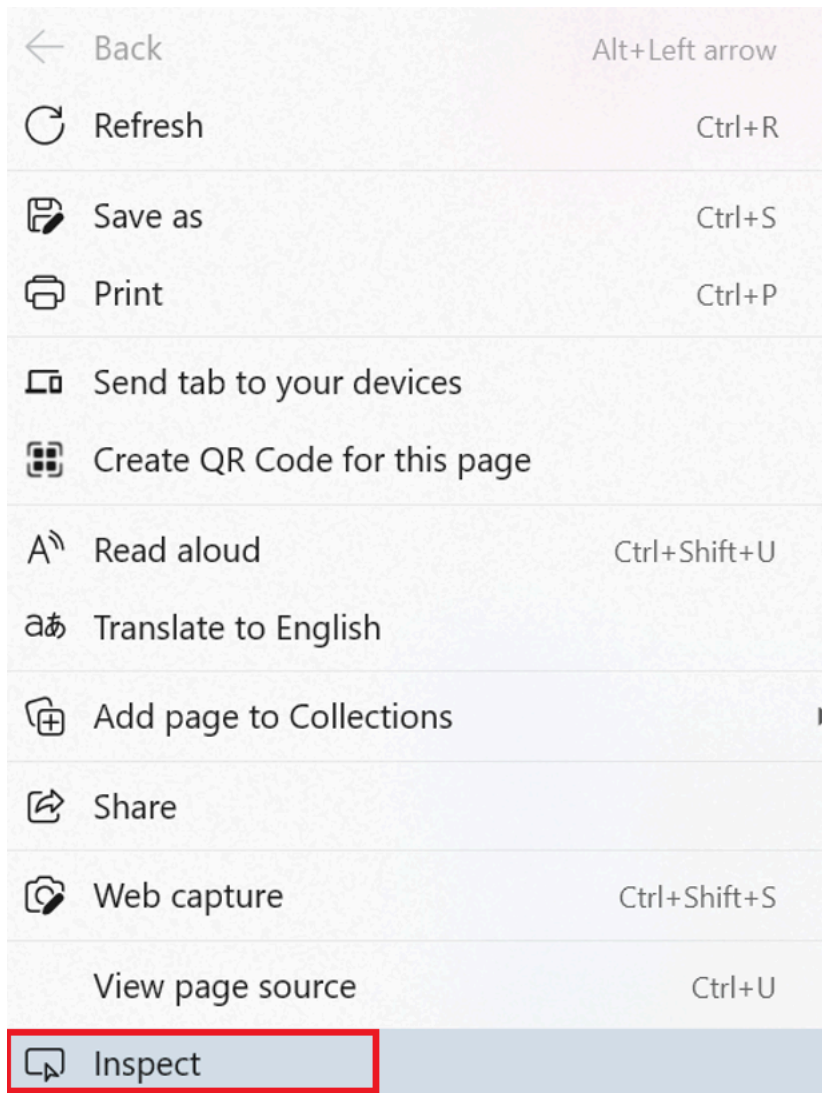 Back Alt+Left arrow
Refresh Ctrl+R
Save as Ctrl+S
Print Ctrl+P
Send tab to your devices
Create QR Code for this page
A Read aloud Ctrl+Shift+U
aあ Translate to English
Add page to Collections
Share
Web capture Ctrl+Shift+S
View page source Ctrl+U
Inspect